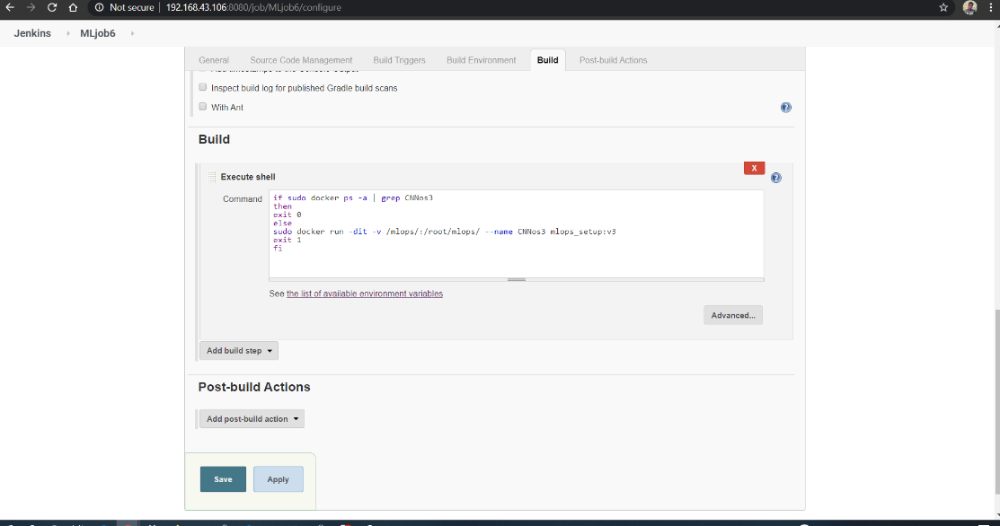 Not secure | 192.168.43.106:8080/job/MLjob6/configure
Jenkins MLjob6
General Source Code Management Build Triggers Build Environment Build Post-build Actions
Inspect build log for published Gradle build scans
With Ant
Build
X
Execute shell
Command
if sudo docker ps -a | grep CNNos3
then
exit 0
else
sudo docker run -dit -v /mlops/:/root/mlops/ --name CNNos3 mlops_setup:v3
exit 1
fi
See the list of available environment variables
Advanced...
Add build step
Post-build Actions
Add post-build action
Save Apply